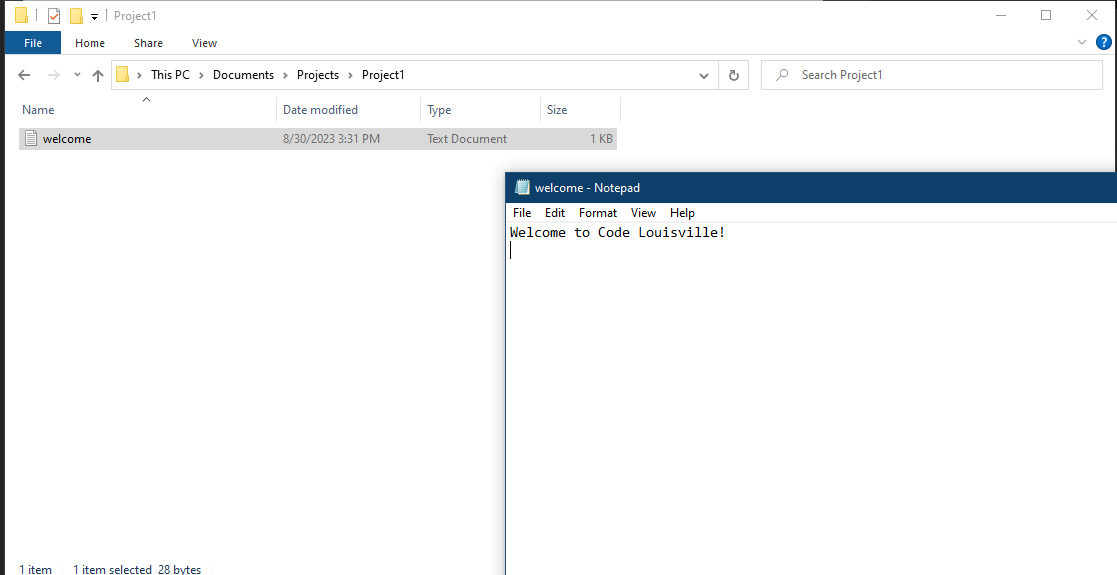 Project1
File Home Share View
This PC Documents Projects Project1
Search Project1
Name Date modified Type Size
welcome 8/30/2023 3:31 PM Text Document 1 KB
welcome - Notepad
File Edit Format View Help
Welcome to Code Louisville!
1 item 1 item selected 28 bytes